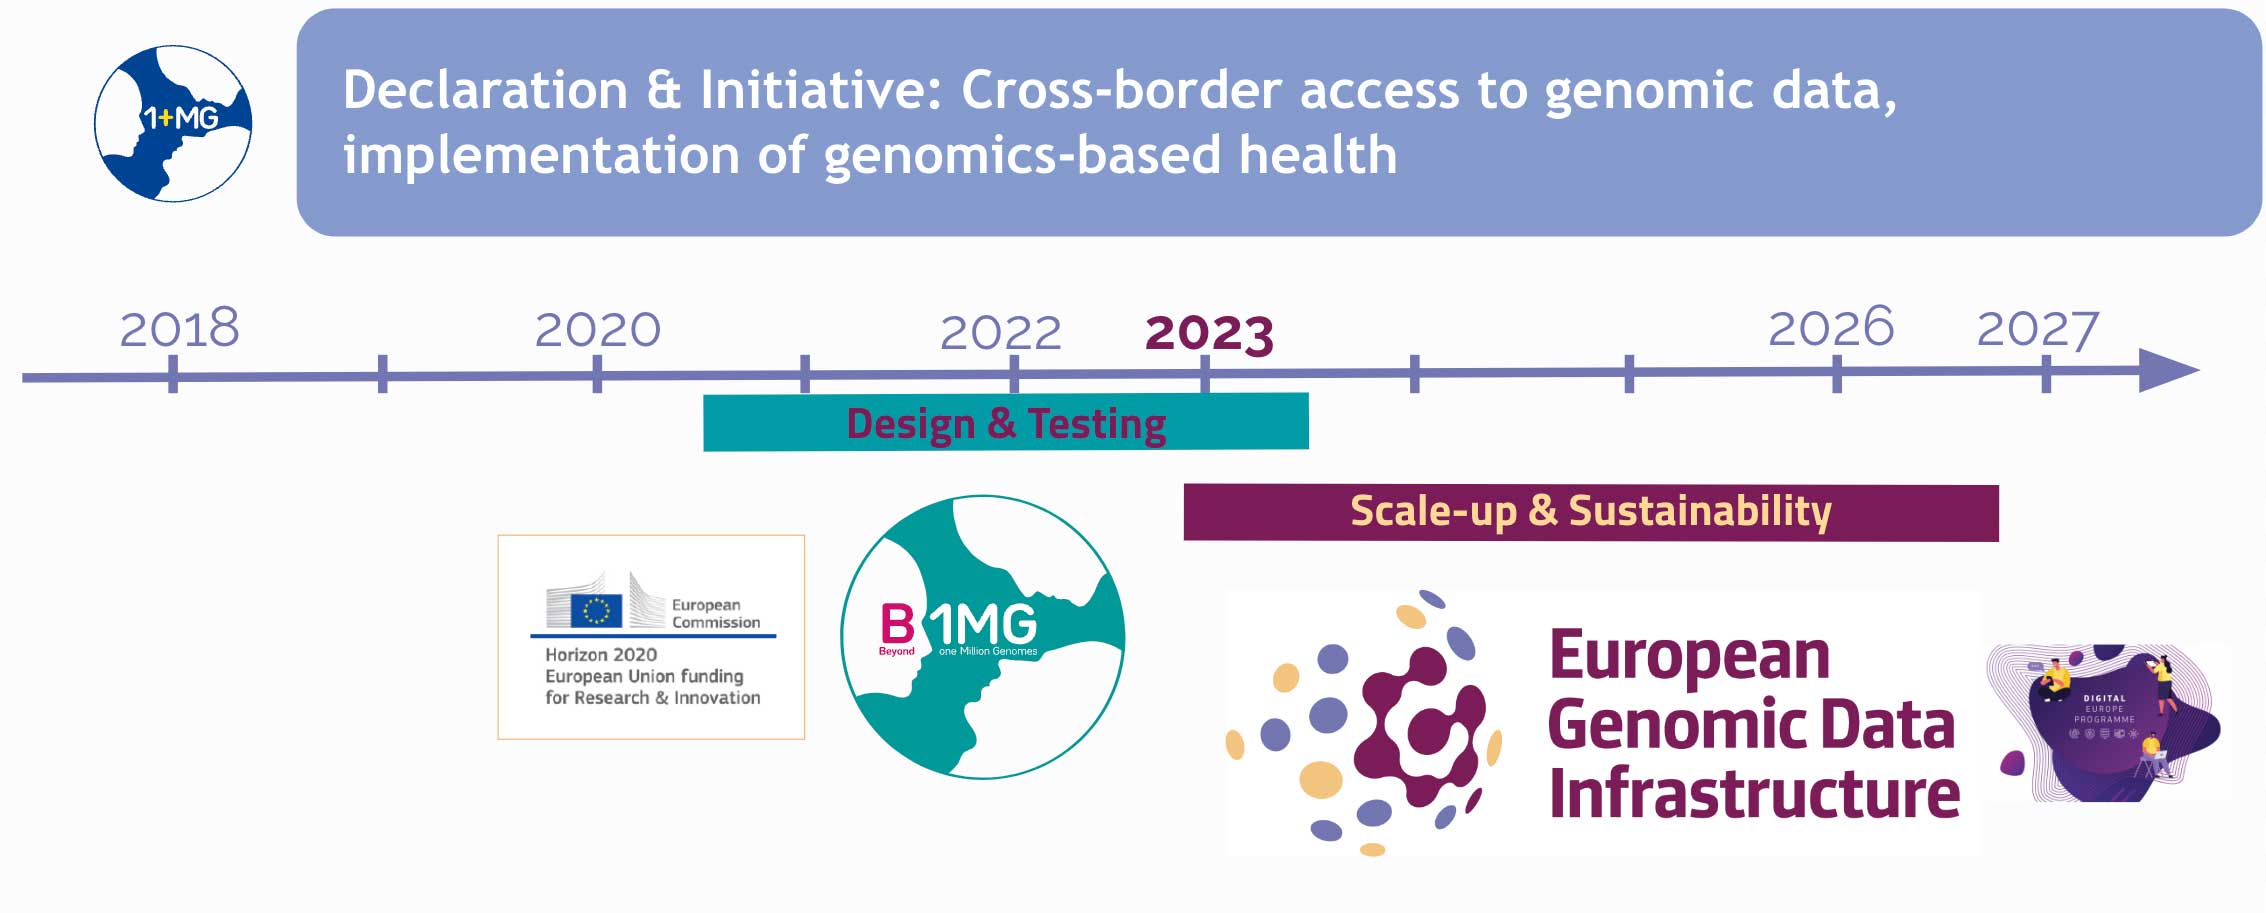 1+MG
Declaration & Initiative: Cross-border access to genomic data,
implementation of genomics-based health
2018
2020
2022
2023
2026
2027
Design & Testing
Scale-up & Sustainability
European
Commission
Horizon 2020
European Union funding
for Research & Innovation
B 1MG
Beyond one Million Genomes
European
Genomic Data
Infrastructure
DIGITAL
EUROPE
PROGRAMME